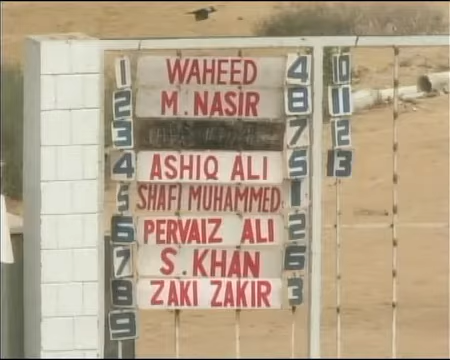 1 WAHEED 4 10
2 M.NASIR 8 11
3 7 12
4 ASHIQ ALI 5 13
5 SHAFI MUHAMMED 1
6 PERVAIZ ALI 2
7 S.KHAN 6
8 ZAKI ZAKIR 3
9